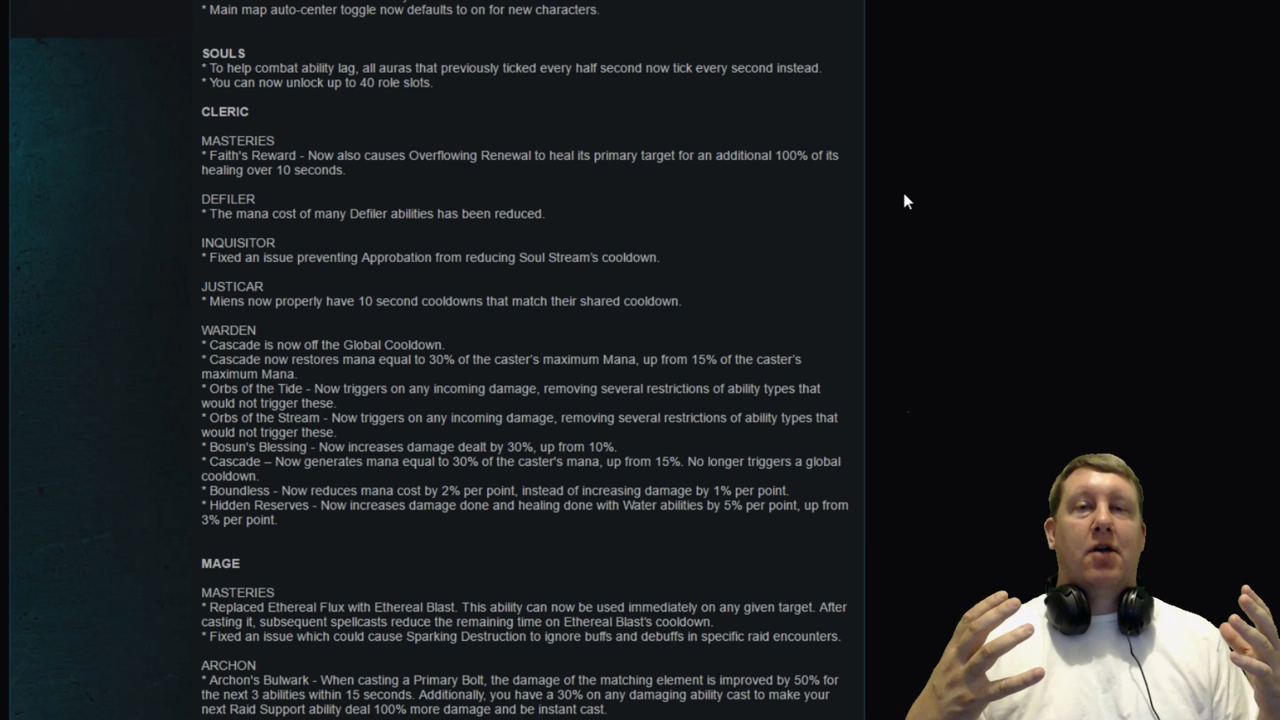 * Main map auto-center toggle now defaults to on for new characters.
SOULS
* To help combat ability lag, all auras that previously ticked every half second now tick every second instead.
* You can now unlock up to 40 role slots.
CLERIC
MASTERIES
* Faith's Reward - Now also causes Overflowing Renewal to heal its primary target for an additional 100% of its
healing over 10 seconds.
DEFILER
* The mana cost of many Defiler abilities has been reduced.
INQUISITOR
* Fixed an issue preventing Approbation from reducing Soul Stream's cooldown.
JUSTICAR
* Miens now properly have 10 second cooldowns that match their shared cooldown.
WARDEN
* Cascade is now off the Global Cooldown.
* Cascade now restores mana equal to 30% of the caster's maximum Mana, up from 15% of the caster's
maximum Mana.
* Orbs of the Tide - Now triggers on any incoming damage, removing several restrictions of ability types that
would not trigger these.
* Orbs of the Stream - Now triggers on any incoming damage, removing several restrictions of ability types that
would not trigger these.
* Bosun's Blessing - Now increases damage dealt by 30%, up from 10%.
* Cascade – Now generates mana equal to 30% of the caster's mana, up from 15%. No longer triggers a global
cooldown.
* Boundless - Now reduces mana cost by 2% per point, instead of increasing damage by 1% per point.
* Hidden Reserves - Now increases damage done and healing done with Water abilities by 5% per point, up from
3% per point.
MAGE
MASTERIES
* Replaced Ethereal Flux with Ethereal Blast. This ability can now be used immediately on any given target. After
casting it, subsequent spellcasts reduce the remaining time on Ethereal Blast's cooldown.
* Fixed an issue which could cause Sparking Destruction to ignore buffs and debuffs in specific raid encounters.
ARCHON
* Archon's Bulwark - When casting a Primary Bolt, the damage of the matching element is improved by 50% for
the next 3 abilities within 15 seconds. Additionally, you have a 30% on any damaging ability cast to make your
next Raid Support ability deal 100% more damage and be instant cast.